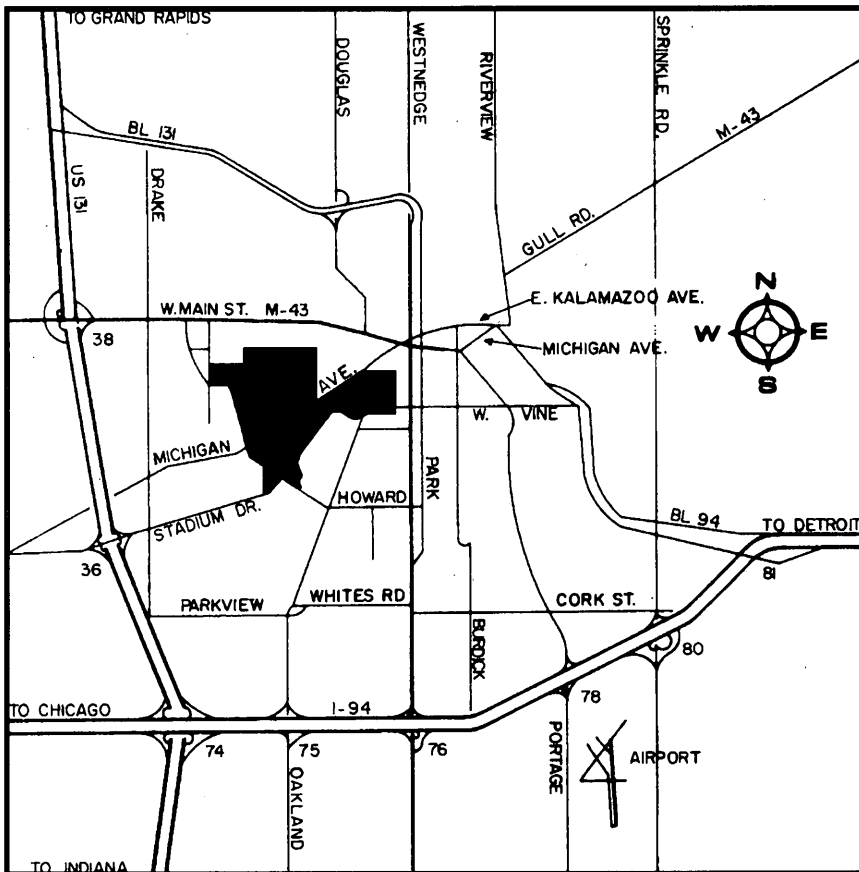 TO GRAND RAPIDS
DOUGLAS
WESTNEDGE
RIVERVIEW
SPRINKLE RD.
M-43
BL 131
US 131
DRAKE
GULL RD.
E. KALAMAZOO AVE.
W. MAIN ST. M-43
38
MICHIGAN AVE.
N
W
E
S
AVE.
W. VINE
MICHIGAN
PARK
HOWARD
STADIUM DR.
BL 94
TO DETROIT
36
81
PARKVIEW
WHITES RD
CORK ST.
BURDICK
80
78
TO CHICAGO
I-94
74
75
76
PORTAGE
AIRPORT
OAKLAND
TO INDIANA